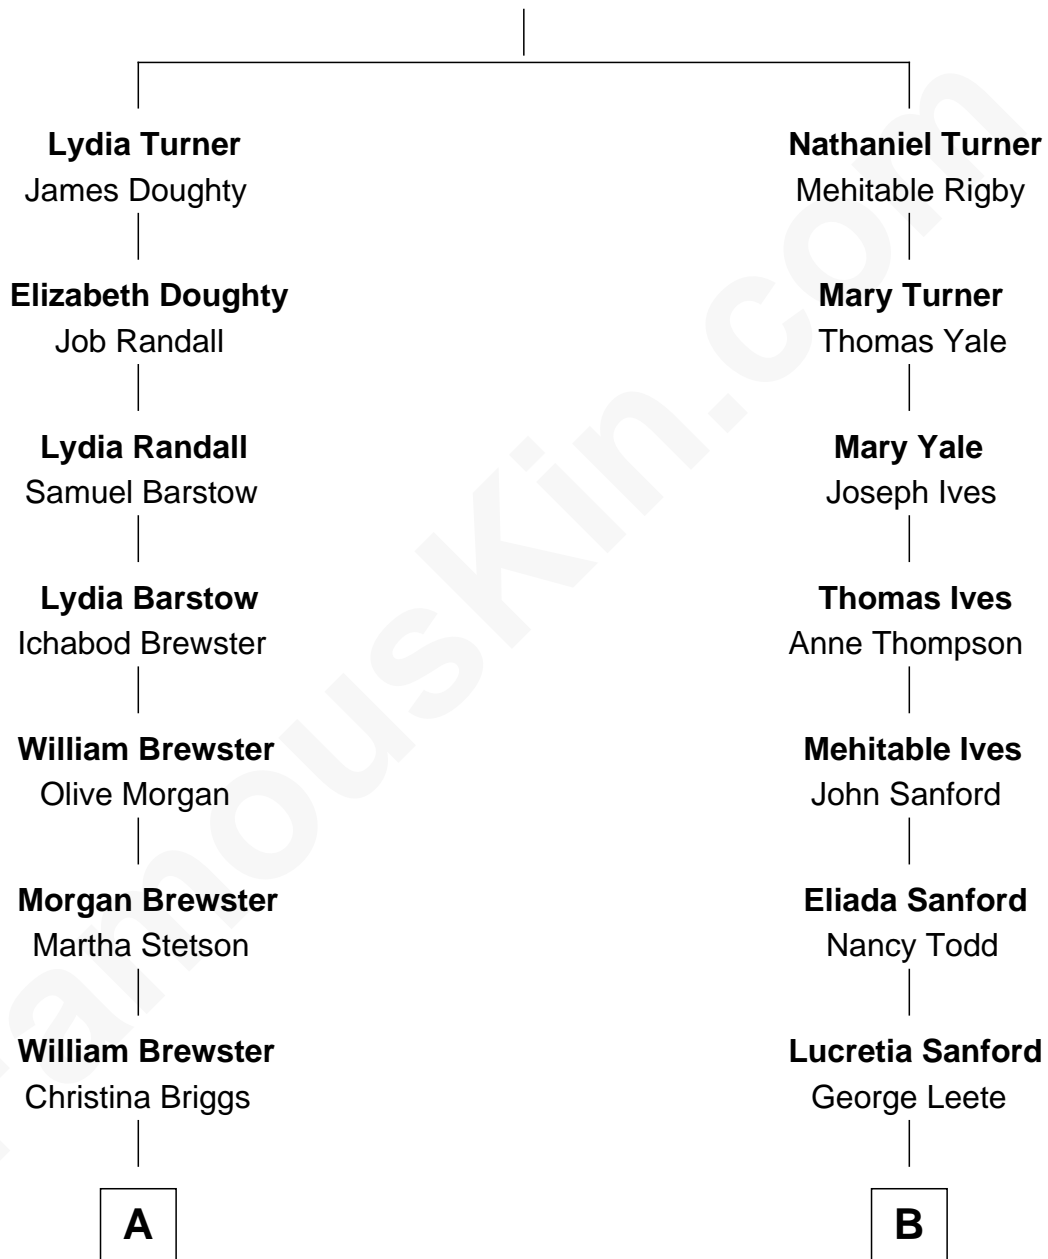 Lydia Turner
James Doughty
Nathaniel Turner
Mehitable Rigby
Elizabeth Doughty
Job Randall
Mary Turner
Thomas Yale
Lydia Randall
Samuel Barstow
Mary Yale
Joseph Ives
Lydia Barstow
Ichabod Brewster
Thomas Ives
Anne Thompson
William Brewster
Olive Morgan
Mehitable Ives
John Sanford
Morgan Brewster
Martha Stetson
Eliada Sanford
Nancy Todd
William Brewster
Christina Briggs
Lucretia Sanford
George Leete
A
B
FamousKin.com